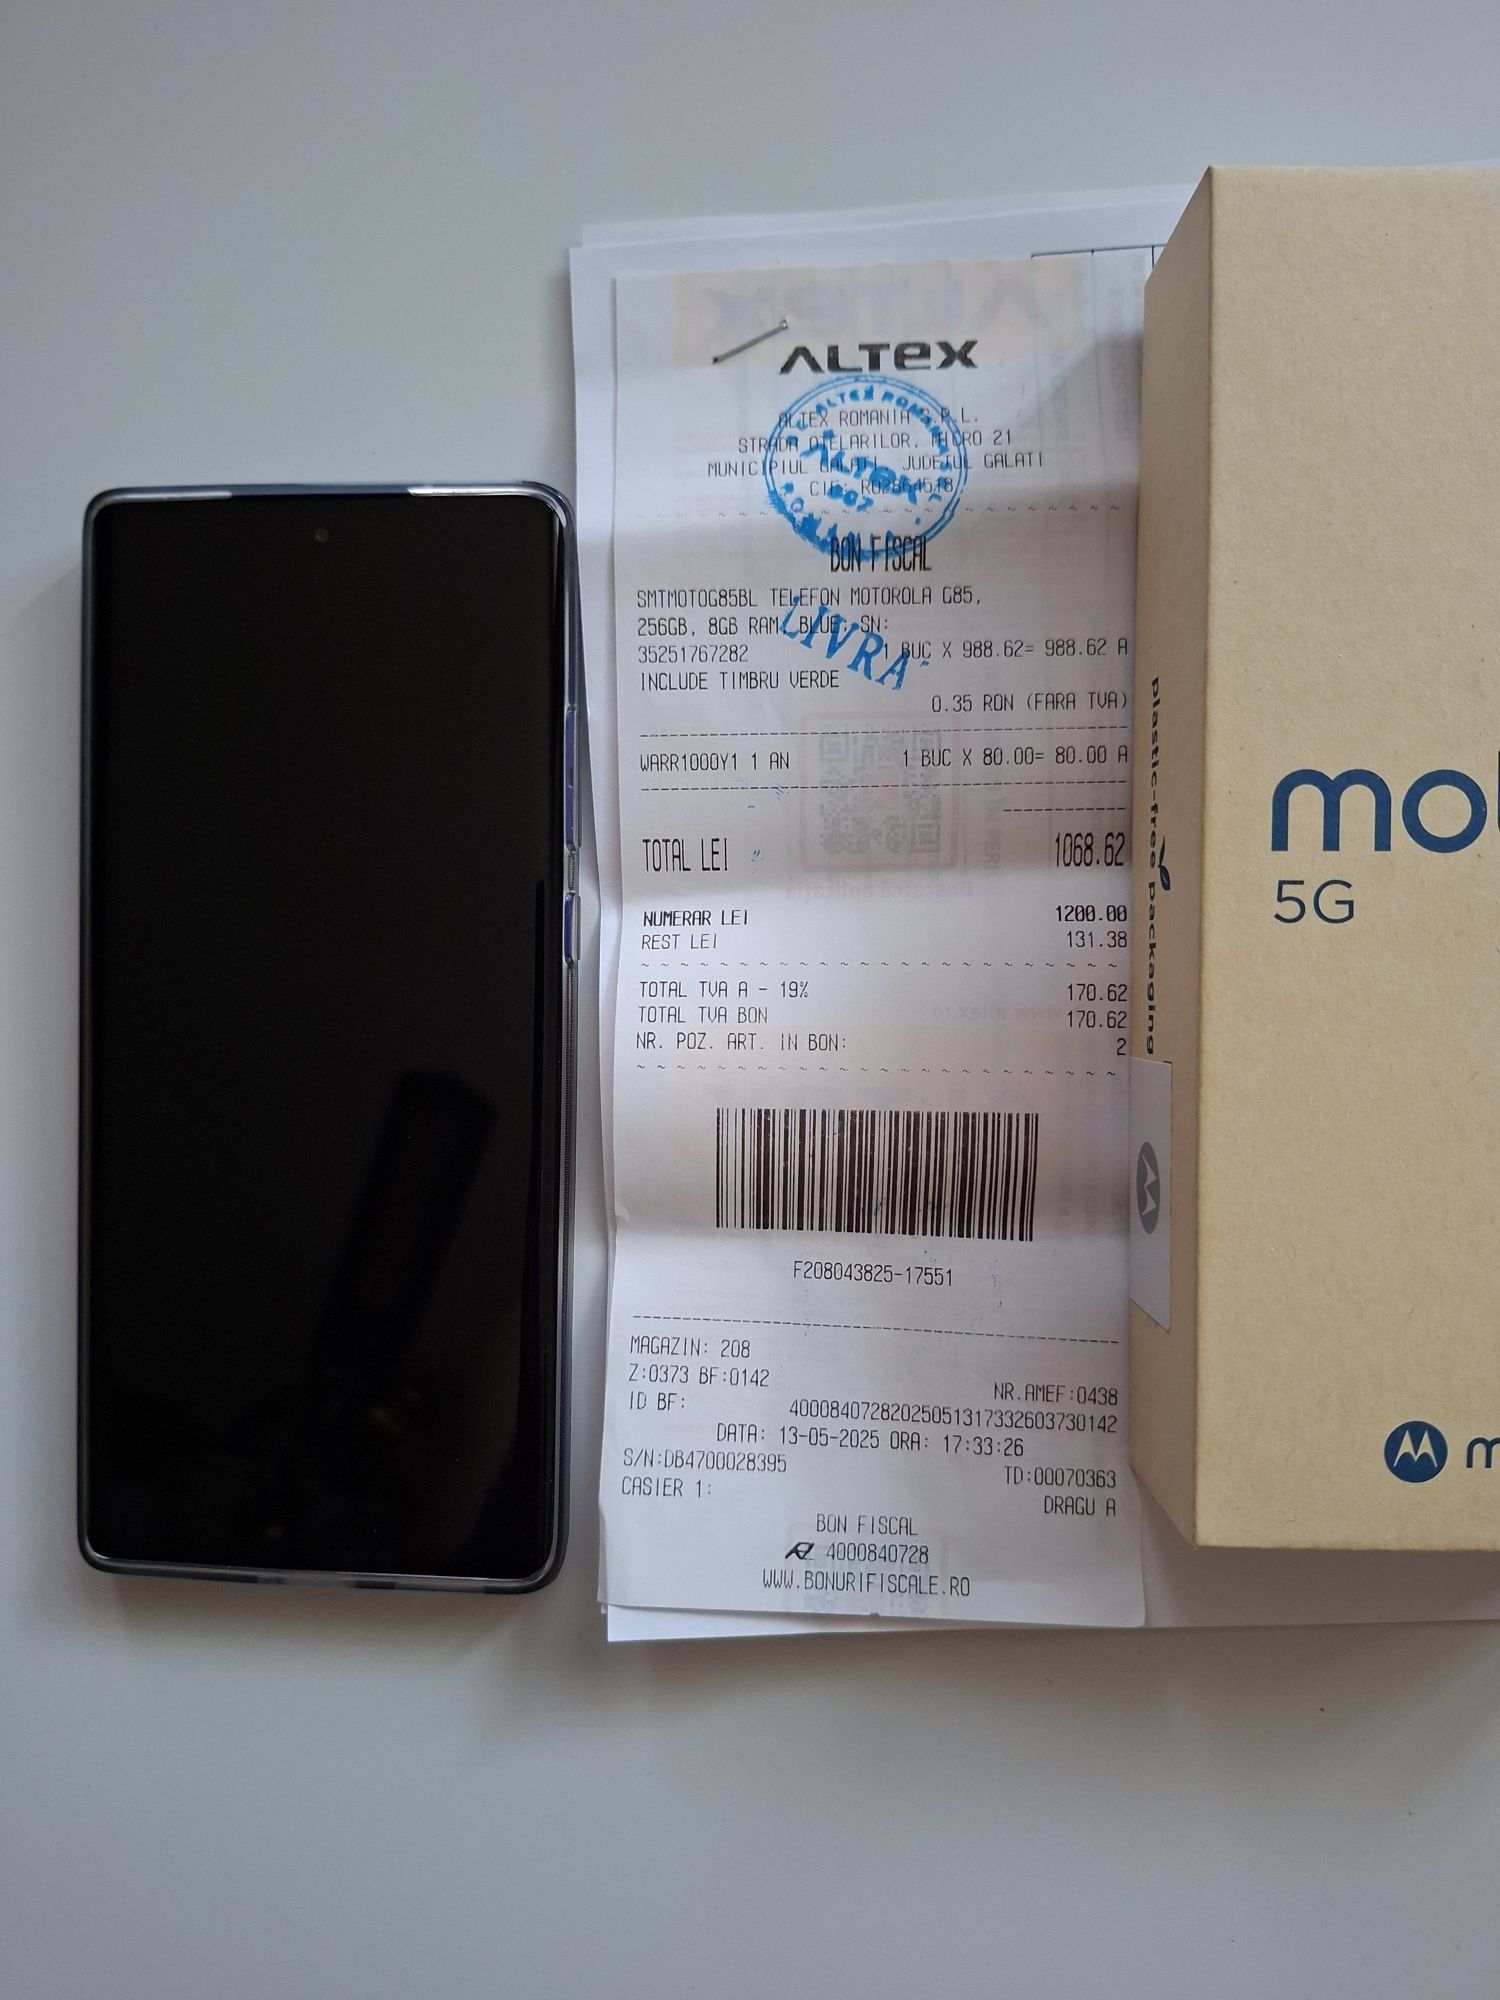 ALTEX
ALTEX ROMANIA S.R.L.
STRADA OTELARILOR, MICRO 21
MUNICIPIUL GALATI, JUDETUL GALATI
CIF: RO2864518
BON FISCAL
LIVRAT
SMTMOTOG85BL TELEFON MOTOROLA G85,
256GB, 8GB RAM, BLUE; SN:
35251767282 1 BUC X 988.62= 988.62 A
INCLUDE TIMBRU VERDE
0.35 RON (FARA TVA)
WARR1000Y1 1 AN 1 BUC X 80.00= 80.00 A
TOTAL LEI 1068.62
NUMERAR LEI 1200.00
REST LEI 131.38
TOTAL TVA A - 19% 170.62
TOTAL TVA BON 170.62
NR. POZ. ART. IN BON: 2
F208043825-17551
MAGAZIN: 208
Z:0373 BF:0142 NR.AMEF:0438
ID BF: 40008407282025051317332603730142
DATA: 13-05-2025 ORA: 17:33:26
S/N:DB4700028395 TD:00070363
CASIER 1: DRAGU A
BON FISCAL
4000840728
WWW.BONURIFISCALE.RO
plastic-free packaging
5G